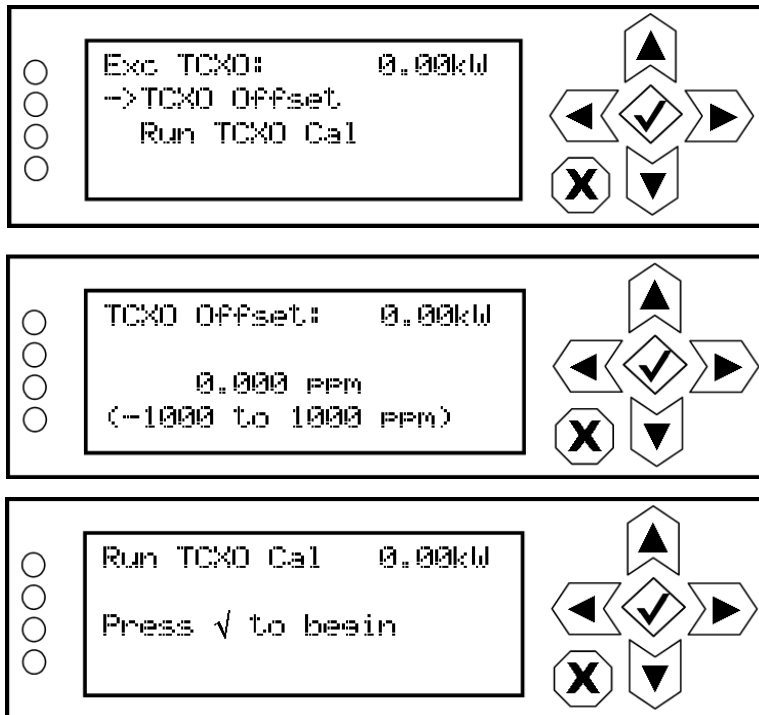 Exc TCXO: 0.00kW
->TCXO Offset
Run TCXO Cal
X
TCXO Offset: 0.00kW
0.000 ppm
(-1000 to 1000 ppm)
X
Run TCXO Cal 0.00kW
Press √ to begin
X